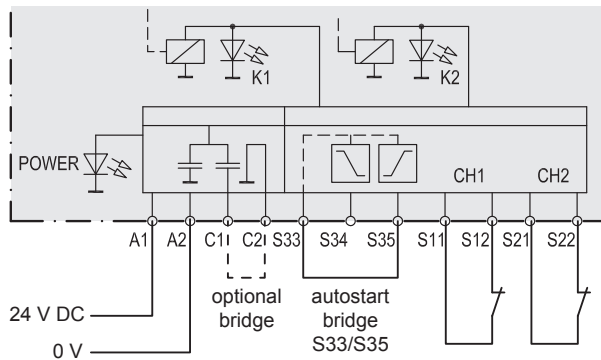 K1
K2
POWER
CH1
CH2
A1 A2 C1 C2 S33 S34 S35 S11 S12 S21 S22
optional
bridge
autostart
bridge
S33/S35
24 V DC
0 V